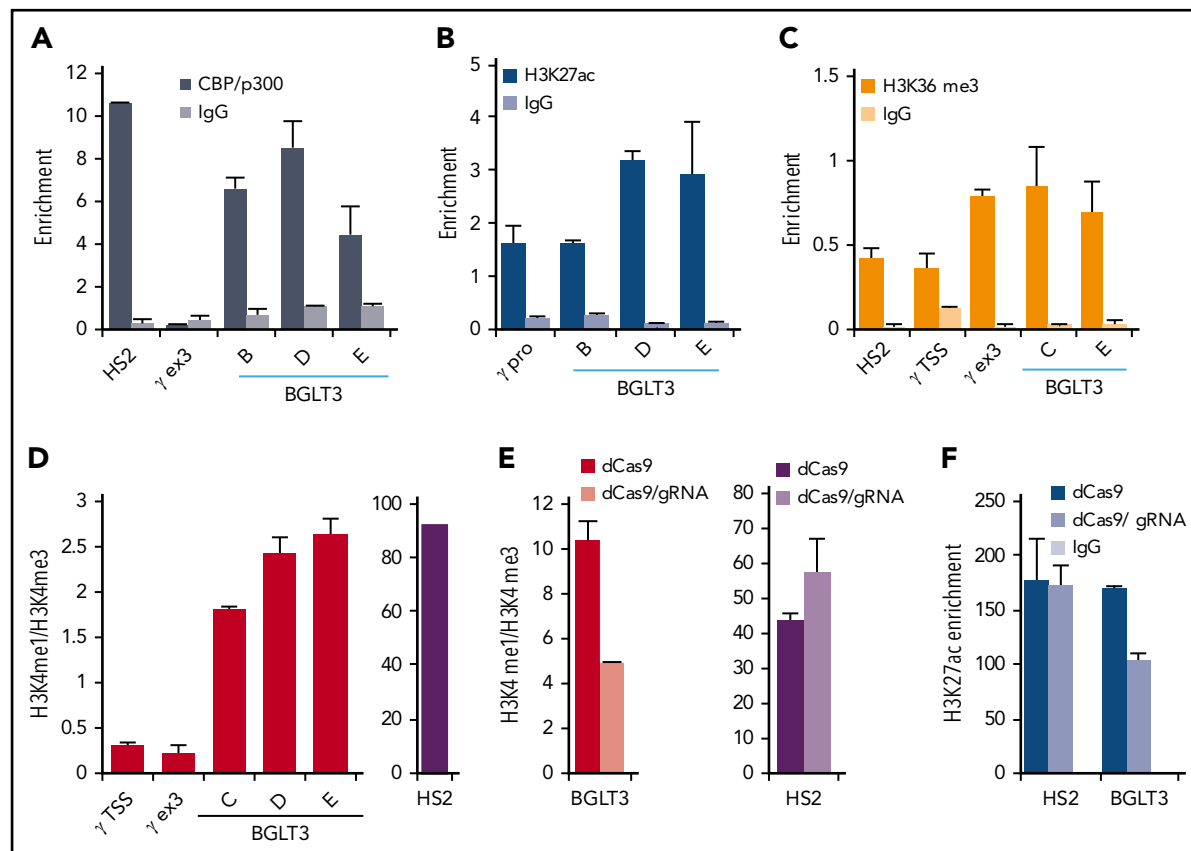 A
CBP/p300
IgG
Enrichment
12
10
8
6
4
2
0
HS2
γ ex3
B
D
E
BGLT3
B
H3K27ac
IgG
Enrichment
5
4
3
2
1
0
γ pro
B
D
E
BGLT3
C
H3K36 me3
IgG
Enrichment
1.5
1
0.5
0
HS2
γ TSS
γ ex3
C
E
BGLT3
D
H3K4me1/H3K4me3
3
2.5
2
1.5
1
0.5
0
γ TSS
γ ex3
C
D
E
BGLT3
100
80
60
40
20
0
HS2
E
dCas9
dCas9/gRNA
H3K4 me1/H3K4 me3
12
10
8
6
4
2
0
BGLT3
dCas9
dCas9/gRNA
80
70
60
50
40
30
20
10
0
HS2
F
dCas9
dCas9/ gRNA
IgG
H3K27ac enrichment
250
200
150
100
50
0
HS2
BGLT3